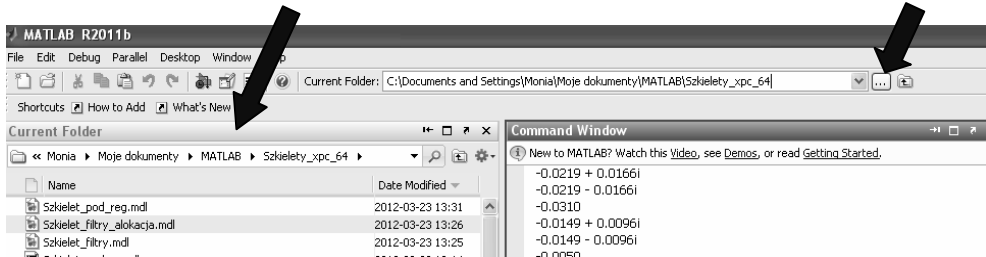 MATLAB R2011b
File Edit Debug Parallel Desktop Window
Current Folder: C:\Documents and Settings\Monia\Moje dokumenty\MATLAB\Szkielety_xpc_64
Shortcuts How to Add What's New
Current Folder
« Monia Moje dokumenty MATLAB Szkielety_xpc_64
Name Date Modified
Szkielet_pod_reg.mdl 2012-03-23 13:31
Szkielet_filtry_alokacja.mdl 2012-03-23 13:26
Szkielet_filtry.mdl 2012-03-23 13:25
Command Window
New to MATLAB? Watch this Video, see Demos, or read Getting Started.
-0.0219 + 0.0166i
-0.0219 - 0.0166i
-0.0310
-0.0149 + 0.0096i
-0.0149 - 0.0096i
-0.0050